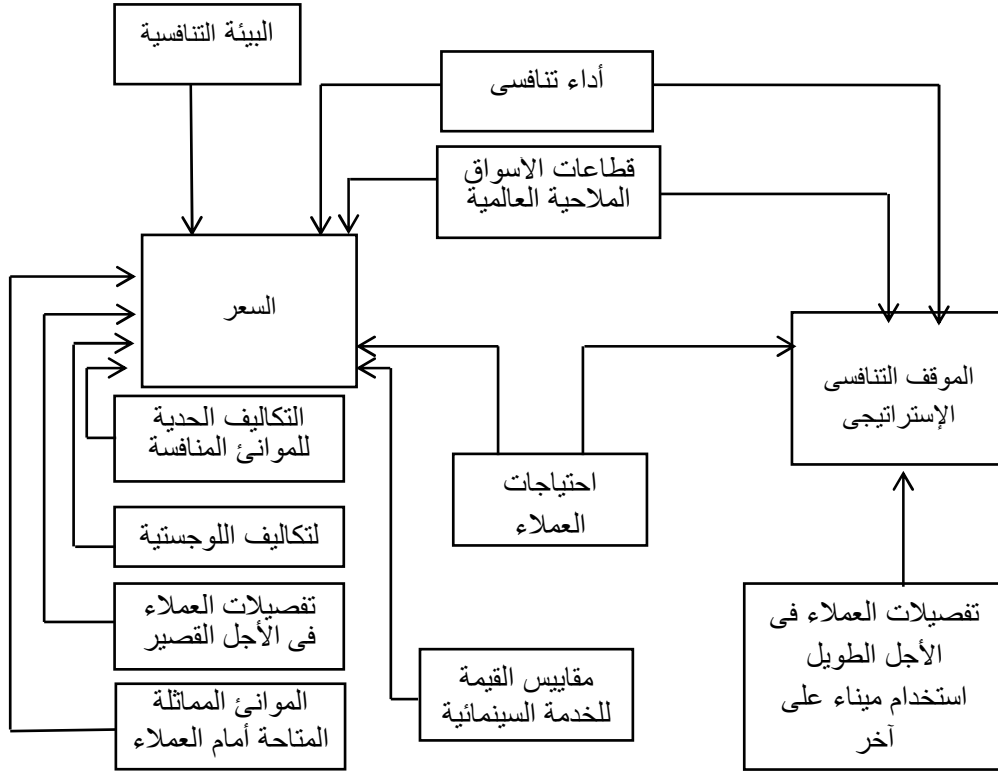 البيئة التنافسية
أداء تنافسى
قطاعات الاسواق
الملاحية العالمية
السعر
الموقف التنافسى
الإستراتيجى
التكاليف الحدية
للموانئ المنافسة
احتياجات
العملاء
لتكاليف اللوجستية
تفصيلات العملاء
فى الأجل القصير
تفصيلات العملاء فى
الأجل الطويل
استخدام ميناء على
آخر
مقاييس القيمة
للخدمة السينمائية
الموانئ المماثلة
المتاحة أمام العملاء